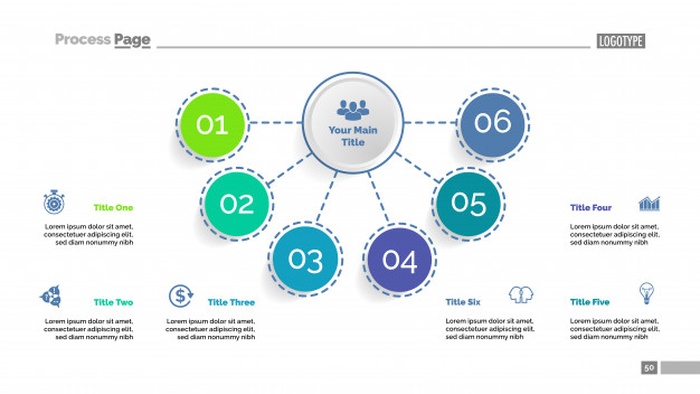 Process Page
LOGOTYPE
01
Your Main
Title
06
02
05
03
04
Title One
Lorem ipsum dolor sit amet,
consectetuer adipiscing elit,
sed diam nonummy nibh
Title Four
Lorem ipsum dolor sit amet,
consectetuer adipiscing elit,
sed diam nonummy nibh
Title Two
Lorem ipsum dolor sit amet,
consectetuer adipiscing elit,
sed diam nonummy nibh
$
Title Three
Lorem ipsum dolor sit amet,
consectetuer adipiscing elit,
sed diam nonummy nibh
Title Six
Lorem ipsum dolor sit amet,
consectetuer adipiscing elit,
sed diam nonummy nibh
Title Five
Lorem ipsum dolor sit amet,
consectetuer adipiscing elit,
sed diam nonummy nibh
50